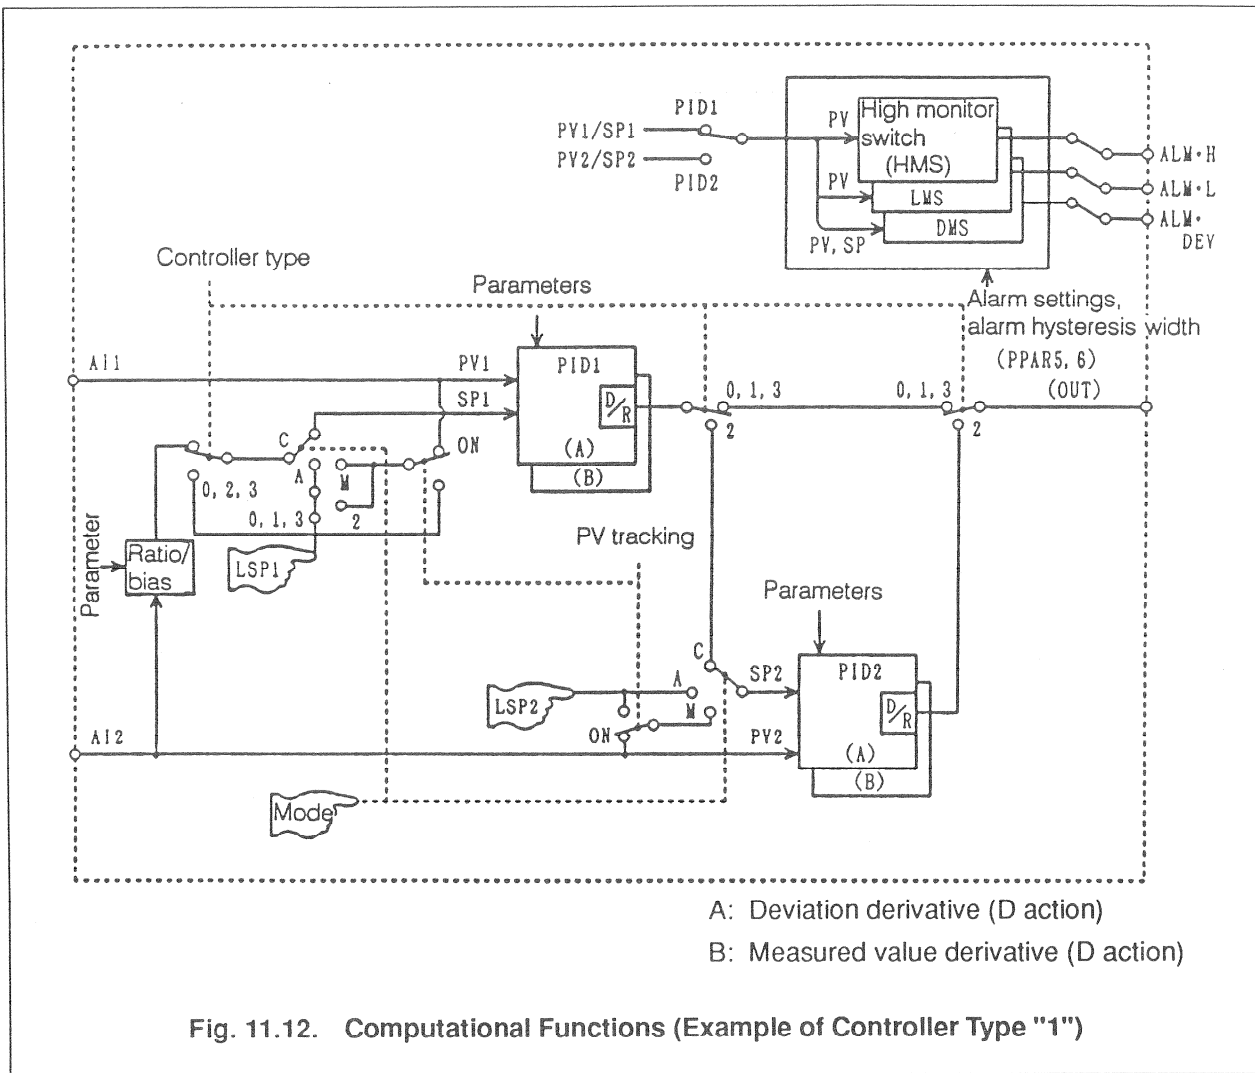 PID1
PV1/SP1
PV2/SP2
PID2
PV
High monitor
switch
(HMS)
PV
LMS
DMS
PV, SP
ALM·H
ALM·L
ALM·
DEV
Controller type
Parameters
Alarm settings,
alarm hysteresis width
(PPAR5, 6)
(OUT)
AI1
PV1
PID1
SP1
D/R
(A)
(B)
0, 1, 3
2
0, 1, 3
2
C
ON
A
M
0, 2, 3
0, 1, 3
2
Parameter
Ratio/
bias
LSP1
PV tracking
Parameters
C
SP2
PID2
A
LSP2
M
D/R
ON
AI2
PV2
(A)
(B)
Mode
A: Deviation derivative (D action)
B: Measured value derivative (D action)
Fig. 11.12. Computational Functions (Example of Controller Type "1")